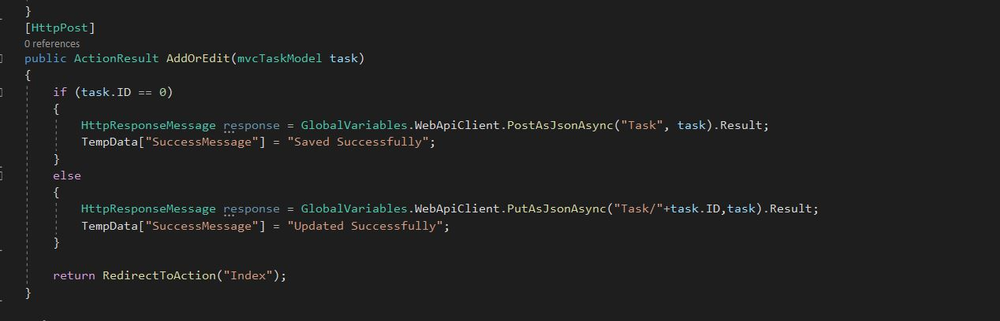 }
[HttpPost]
0 references
public ActionResult AddOrEdit(mvcTaskModel task)
{
if (task.ID == 0)
{
HttpResponseMessage response = GlobalVariables.WebApiClient.PostAsJsonAsync("Task", task).Result;
TempData["SuccessMessage"] = "Saved Successfully";
}
else
{
HttpResponseMessage response = GlobalVariables.WebApiClient.PutAsJsonAsync("Task/"+task.ID,task).Result;
TempData["SuccessMessage"] = "Updated Successfully";
}
return RedirectToAction("Index");
}